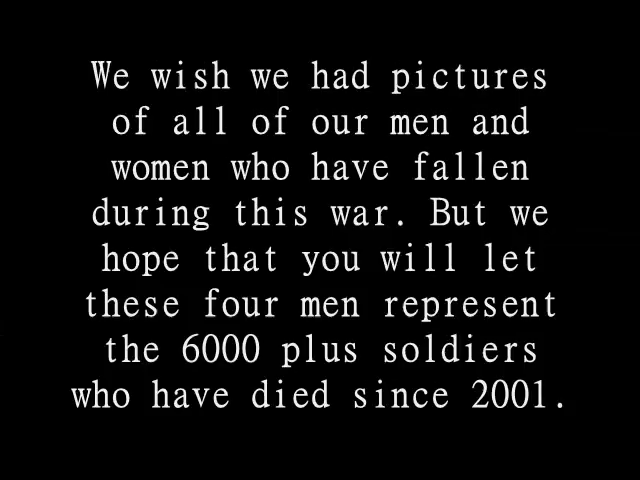 We wish we had pictures
of all of our men and
women who have fallen
during this war. But we
hope that you will let
these four men represent
the 6000 plus soldiers
who have died since 2001.